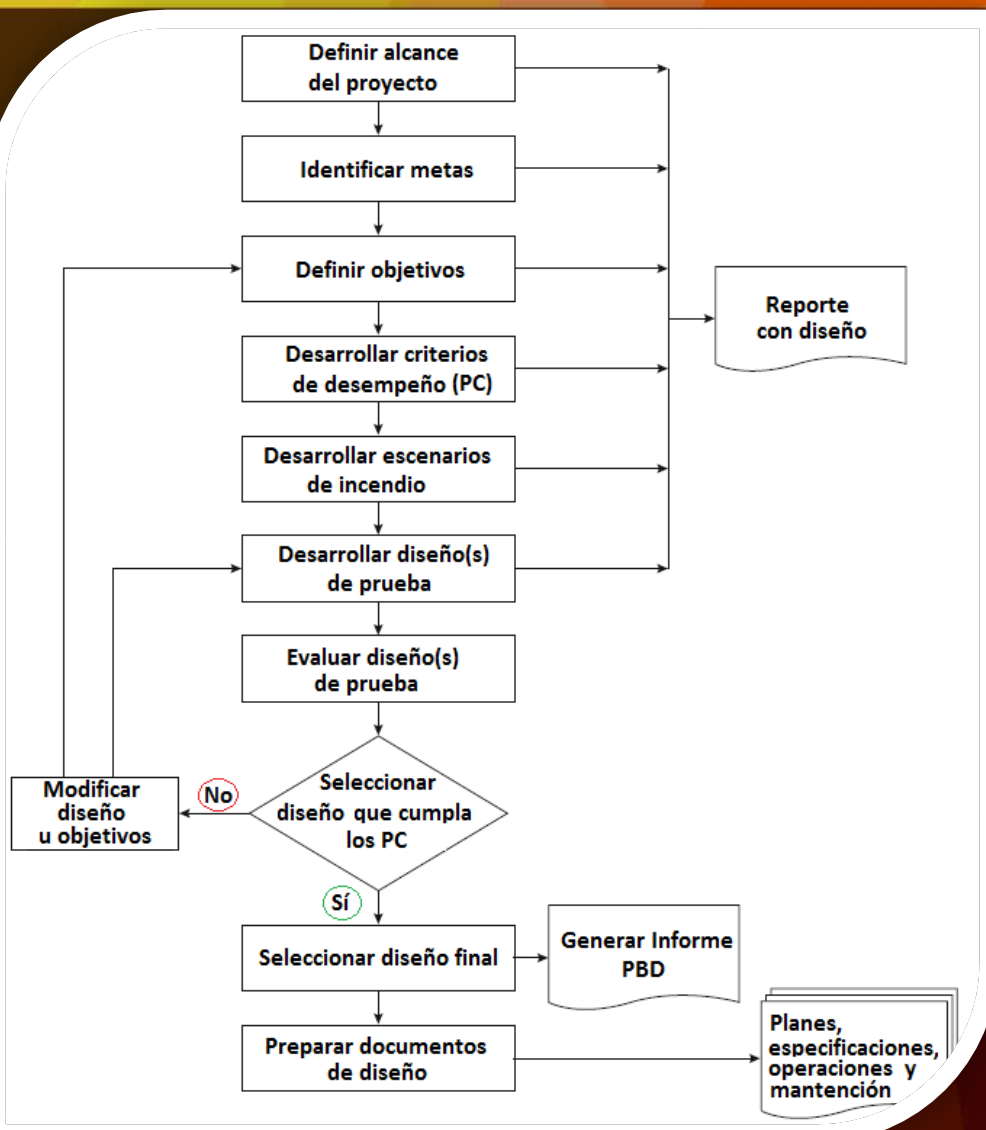 Definir alcance
del proyecto
Identificar metas
Definir objetivos
Desarrollar criterios
de desempeño (PC)
Desarrollar escenarios
de incendio
Desarrollar diseño(s)
de prueba
Evaluar diseño(s)
de prueba
Seleccionar
diseño que cumpla
los PC
No
Modificar
diseño
u objetivos
Sí
Seleccionar diseño final
Preparar documentos
de diseño
Reporte
con diseño
Generar Informe
PBD
Planes,
especificaciones,
operaciones y
mantención